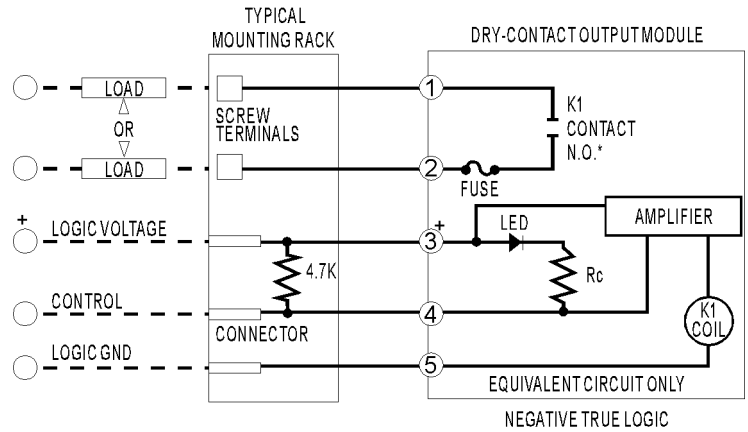 TYPICAL
MOUNTING RACK
DRY-CONTACT OUTPUT MODULE
LOAD
1
K1
CONTACT
N.O.*
OR
SCREW
TERMINALS
LOAD
2
FUSE
+
LOGIC VOLTAGE
3
+
LED
AMPLIFIER
4.7K
Rc
CONTROL
4
K1
COIL
CONNECTOR
LOGIC GND
5
EQUIVALENT CIRCUIT ONLY
NEGATIVE TRUE LOGIC